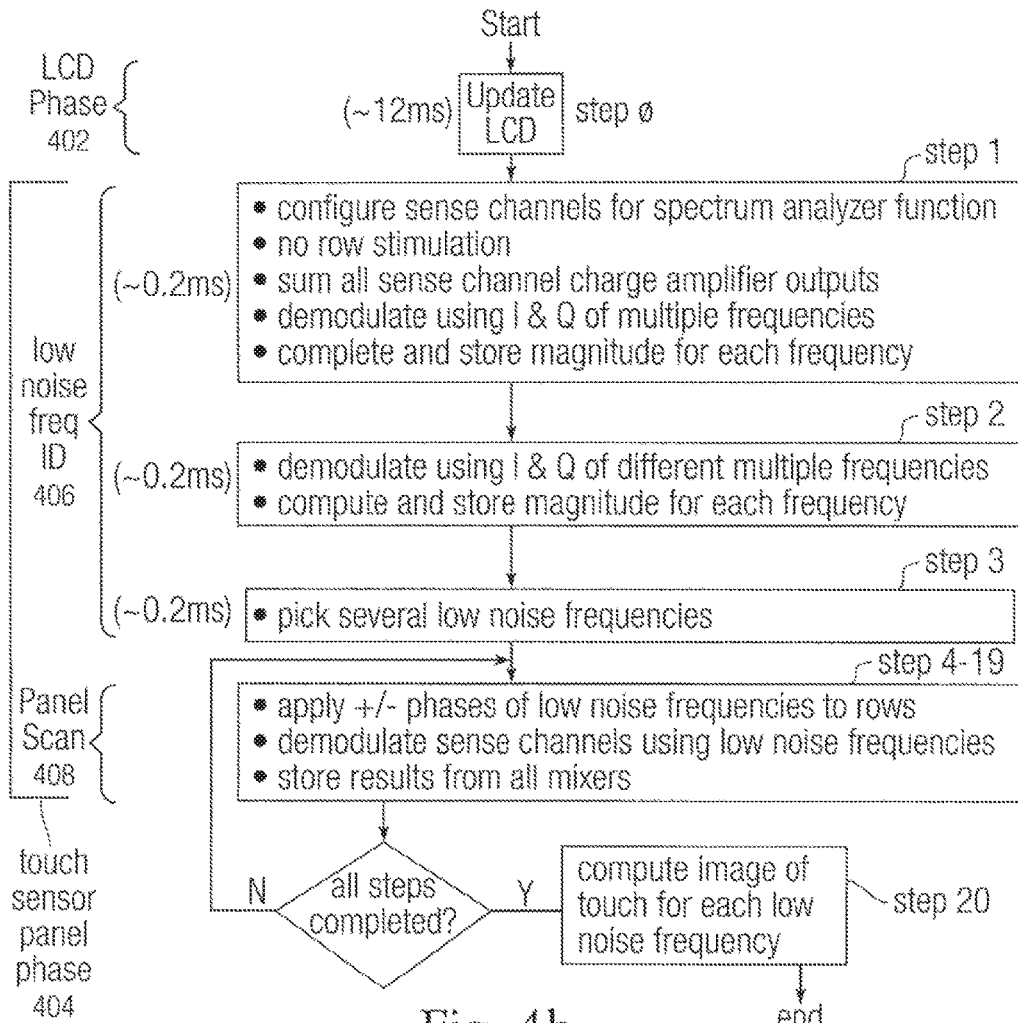 Start
LCD
Phase
402
(~12ms)
Update
LCD
step ø
step 1
• configure sense channels for spectrum analyzer function
• no row stimulation
• sum all sense channel charge amplifier outputs
• demodulate using I & Q of multiple frequencies
• complete and store magnitude for each frequency
(~0.2ms)
low
noise
freq
ID
406
step 2
• demodulate using I & Q of different multiple frequencies
• compute and store magnitude for each frequency
(~0.2ms)
step 3
• pick several low noise frequencies
(~0.2ms)
step 4-19
Panel
Scan
408
• apply +/- phases of low noise frequencies to rows
• demodulate sense channels using low noise frequencies
• store results from all mixers
touch
sensor
panel
phase
404
N
all steps
completed?
Y
compute image of
touch for each low
noise frequency
step 20
end
Fig. 4b